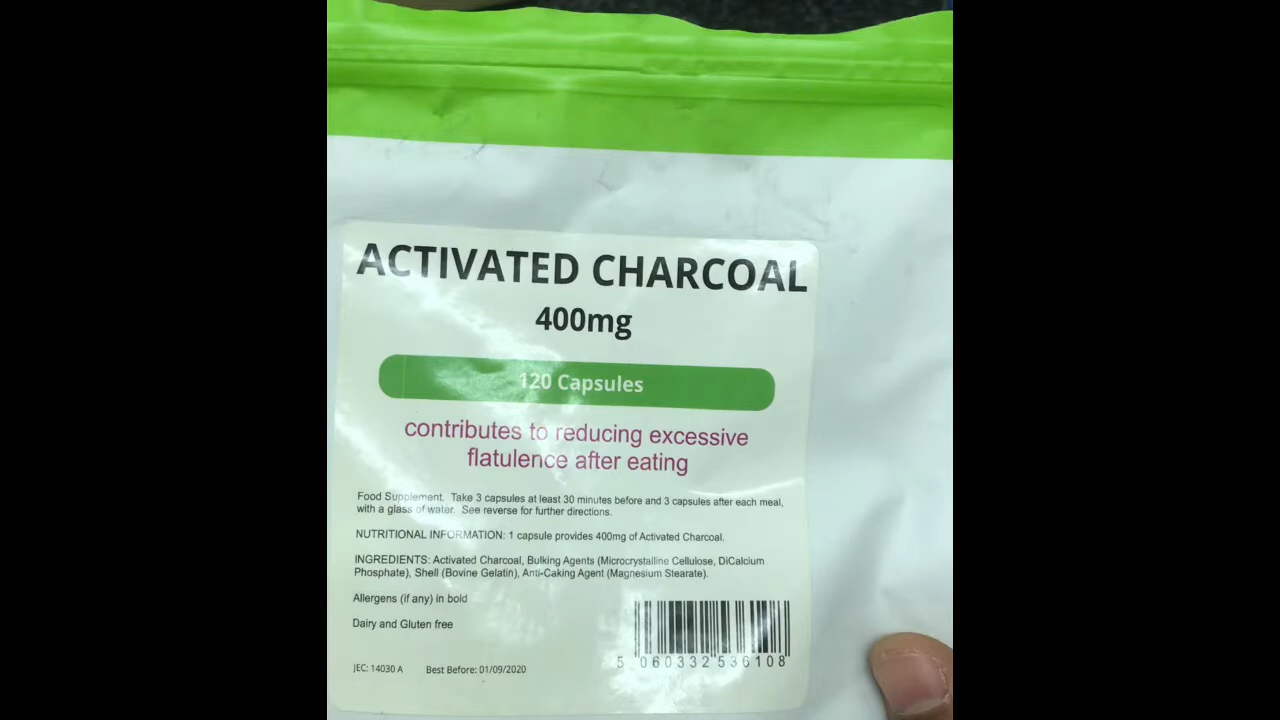 ACTIVATED CHARCOAL
400mg
120 Capsules
contributes to reducing excessive
flatulence after eating
Food Supplement. Take 3 capsules at least 30 minutes before and 3 capsules after each meal,
with a glass of water. See reverse for further directions.
NUTRITIONAL INFORMATION: 1 capsule provides 400mg of Activated Charcoal.
INGREDIENTS: Activated Charcoal, Bulking Agents (Microcrystalline Cellulose, DiCalcium
Phosphate), Shell (Bovine Gelatin), Anti-Caking Agent (Magnesium Stearate).
Allergens (if any) in bold
Dairy and Gluten free
5 060332 536108
JEC: 14030 A Best Before: 01/09/2020